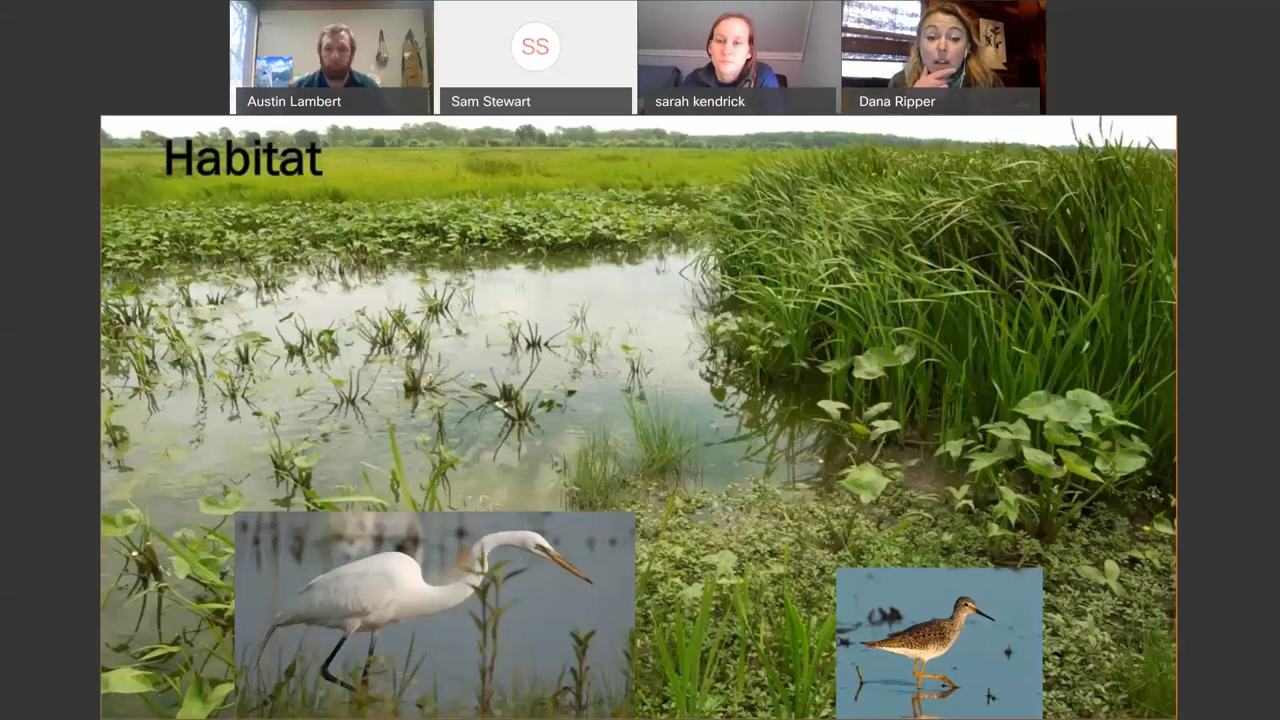 Austin Lambert
SS
Sam Stewart
sarah kendrick
Dana Ripper
Habitat